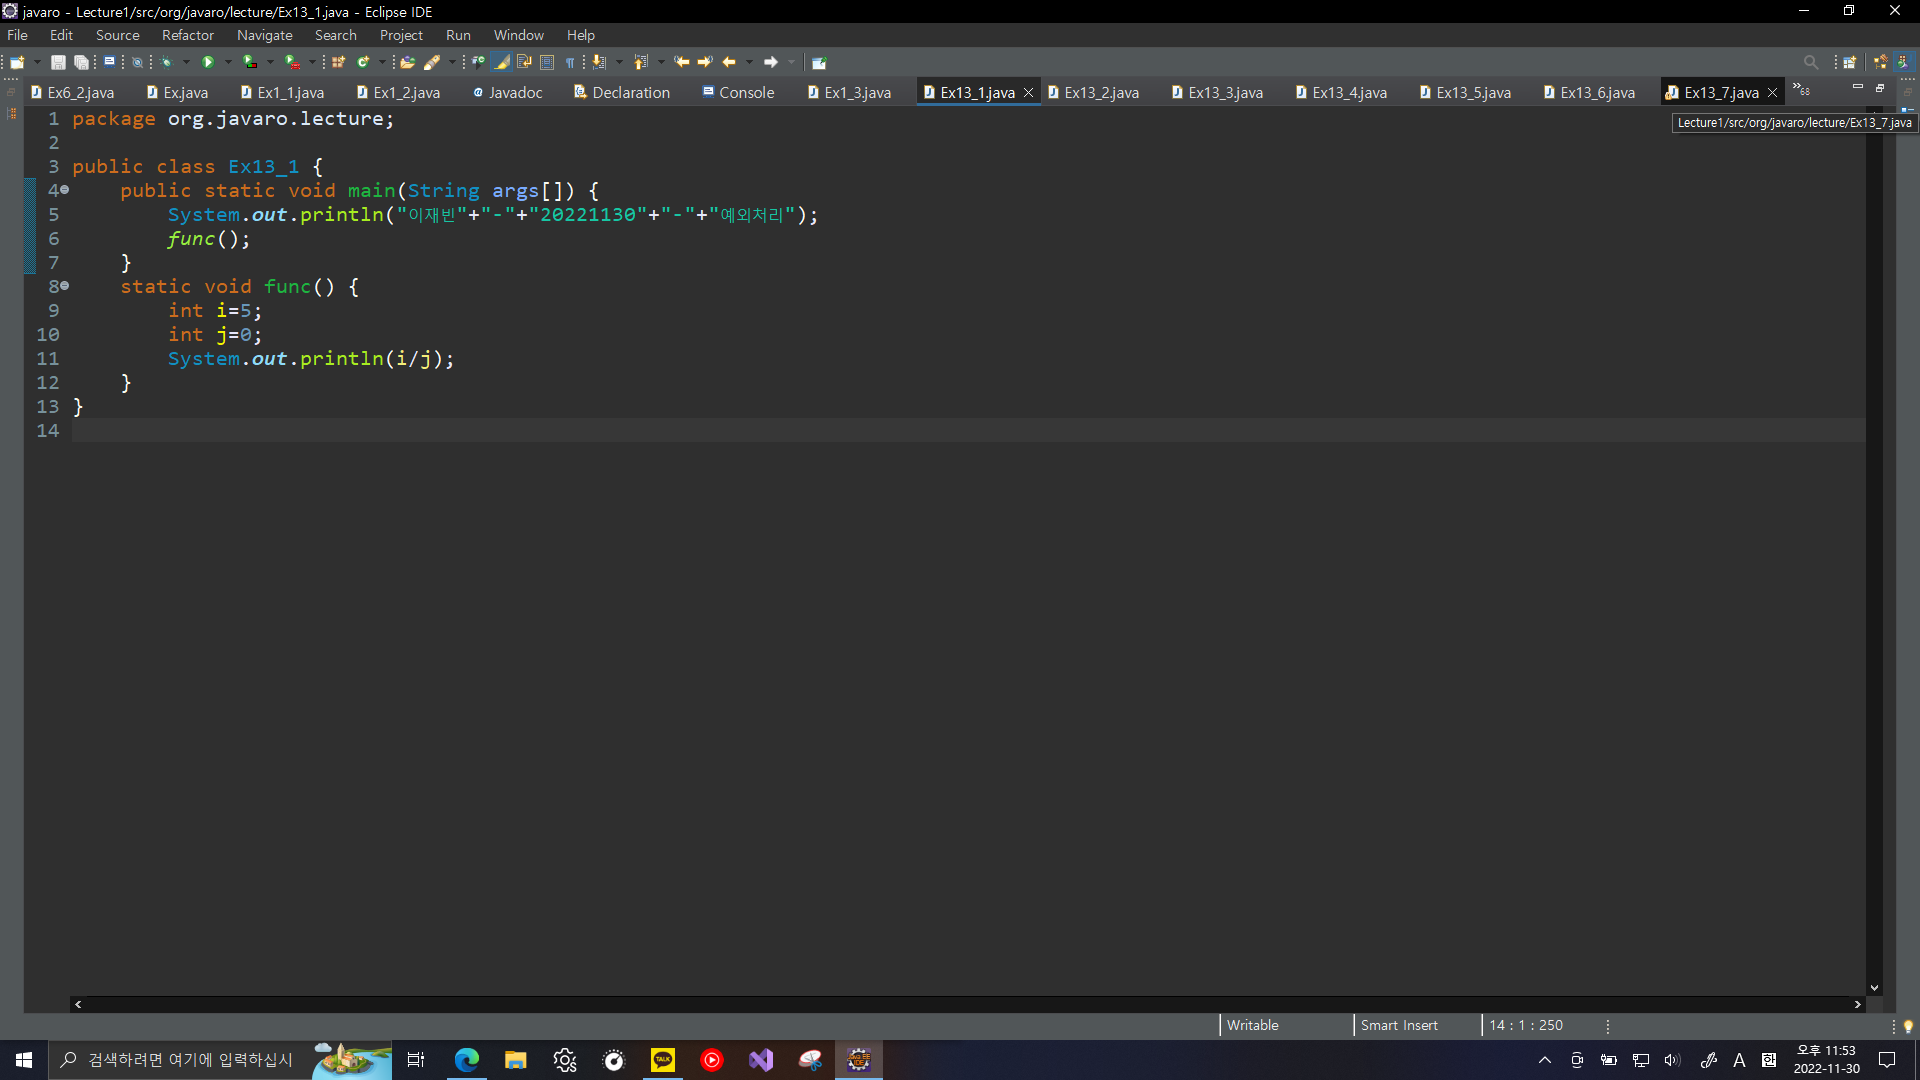 javaro - Lecture1/src/org/javaro/lecture/Ex13_1.java - Eclipse IDE
File Edit Source Refactor Navigate Search Project Run Window Help
Ex6_2.java Ex.java Ex1_1.java Ex1_2.java @ Javadoc Declaration Console Ex1_3.java Ex13_1.java Ex13_2.java Ex13_3.java Ex13_4.java Ex13_5.java Ex13_6.java Ex13_7.java »68
Lecture1/src/org/javaro/lecture/Ex13_7.java
1 package org.javaro.lecture;
2
3 public class Ex13_1 {
4 public static void main(String args[]) {
5 System.out.println("이재빈"+"-"+"20221130"+"-"+"예외처리");
6 func();
7 }
8 static void func() {
9 int i=5;
10 int j=0;
11 System.out.println(i/j);
12 }
13 }
14
Writable Smart Insert 14 : 1 : 250
검색하려면 여기에 입력하십시
TALK
A
오후 11:53
2022-11-30